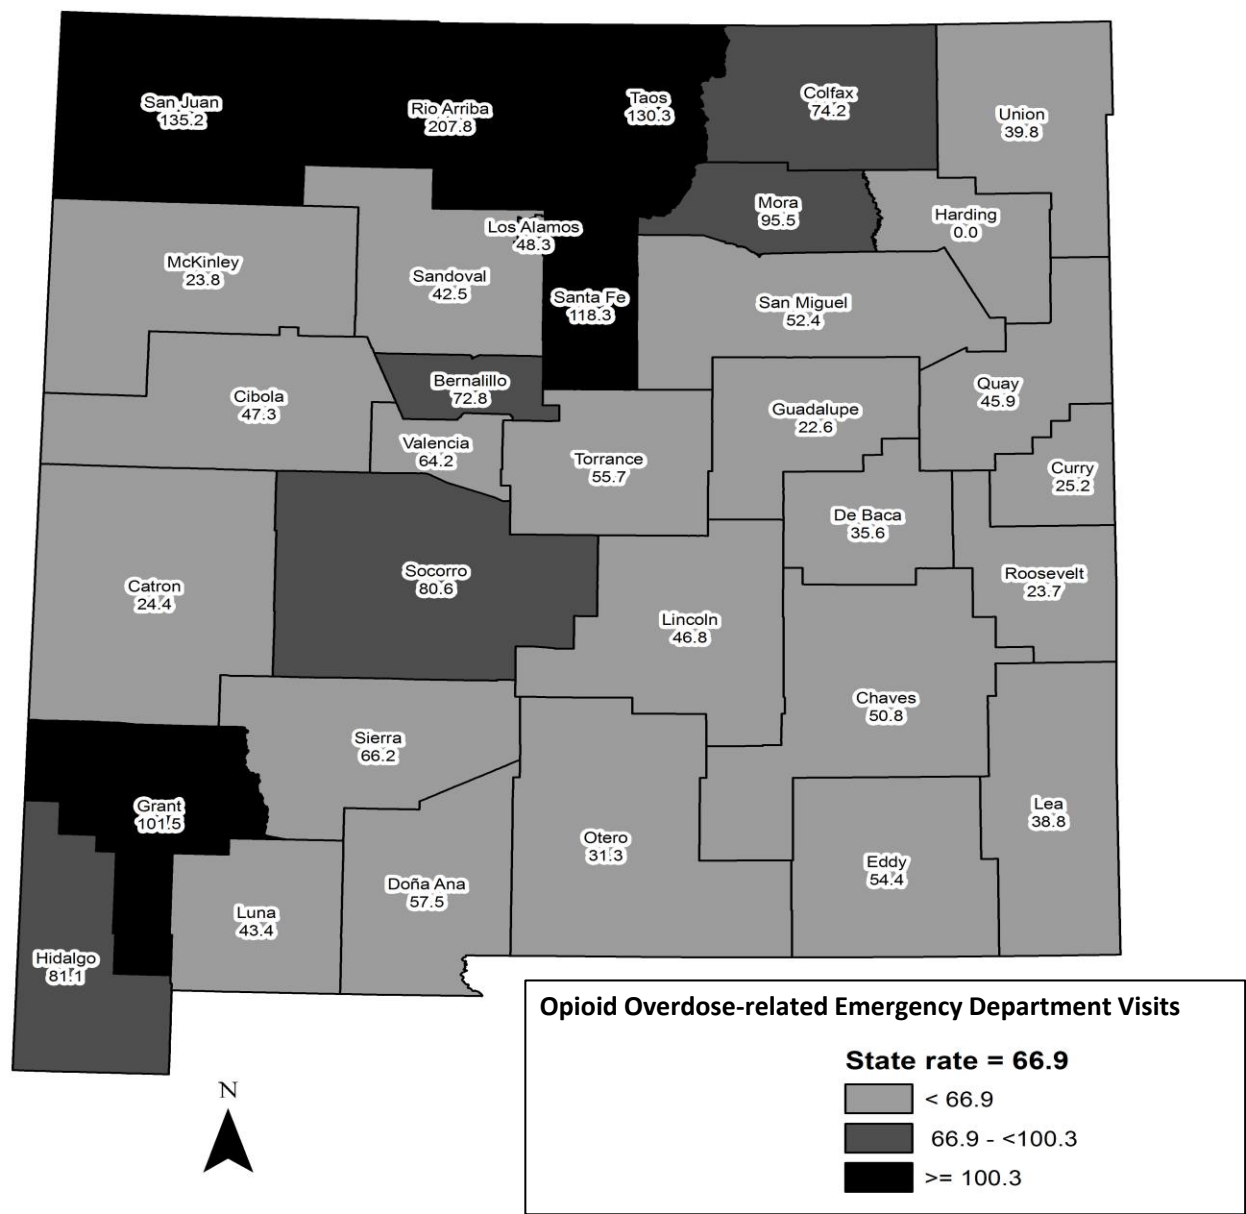 San Juan
135.2
Rio Arriba
207.8
Taos
130.3
Colfax
74.2
Union
39.8
Mora
95.5
Harding
0.0
Los Alamos
48.3
McKinley
23.8
Sandoval
42.5
Santa Fe
118.3
San Miguel
52.4
Bernalillo
72.8
Cibola
47.3
Quay
45.9
Guadalupe
22.6
Valencia
64.2
Torrance
55.7
Curry
25.2
De Baca
35.6
Socorro
80.6
Roosevelt
23.7
Catron
24.4
Lincoln
46.8
Chaves
50.8
Sierra
66.2
Grant
101.5
Lea
38.8
Otero
31.3
Eddy
54.4
Doña Ana
57.5
Luna
43.4
Hidalgo
81.1
N
Opioid Overdose-related Emergency Department Visits
State rate = 66.9
< 66.9
66.9 - <100.3
>= 100.3